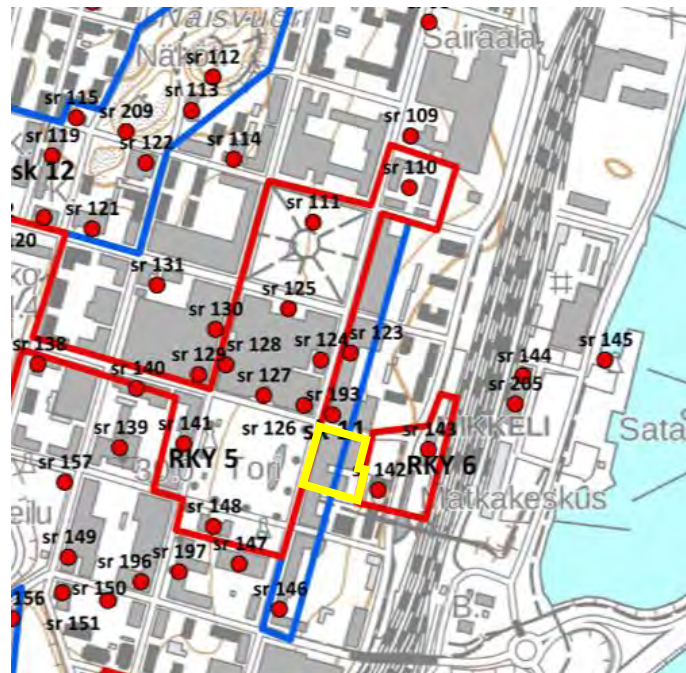 Naisvuori
Sairaala
sr 112
sr 113
sr 115
sr 209
sr 109
sr 119
sr 122
sr 114
sr 110
sk 12
sr 121
sr 111
sr 131
sr 125
sr 130
sr 124
sr 123
sr 128
sr 145
sr 138
sr 129
sr 144
sr 140
sr 127
sr 205
sr 193
sr 126
sr 139
sr 141
RKY 5
Tori
sr 143
RKY 6
142
sr 157
Matkakeskus
Sata
sr 148
sr 149
sr 147
sr 196
sr 197
sr 150
sr 146
156
sr 151
B.